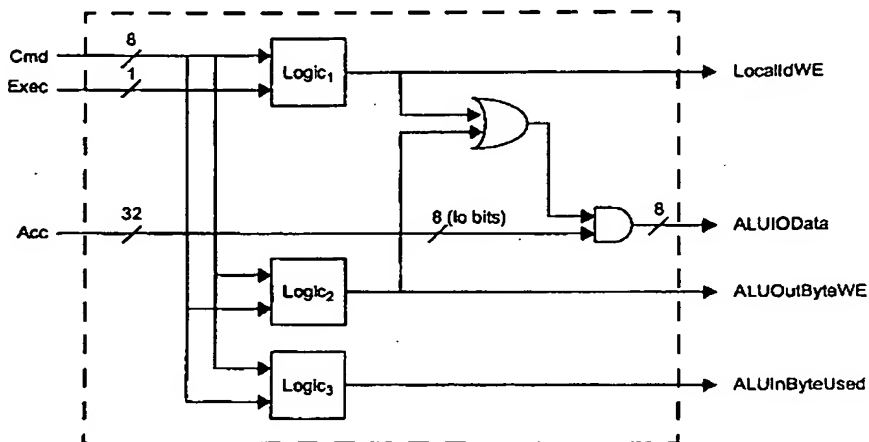 Cmd
8
Exec
1
Logic₁
LocalIdWE
Acc
32
8 (lo bits)
8
ALUIOData
Logic₂
ALUOutByteWE
Logic₃
ALUInByteUsed